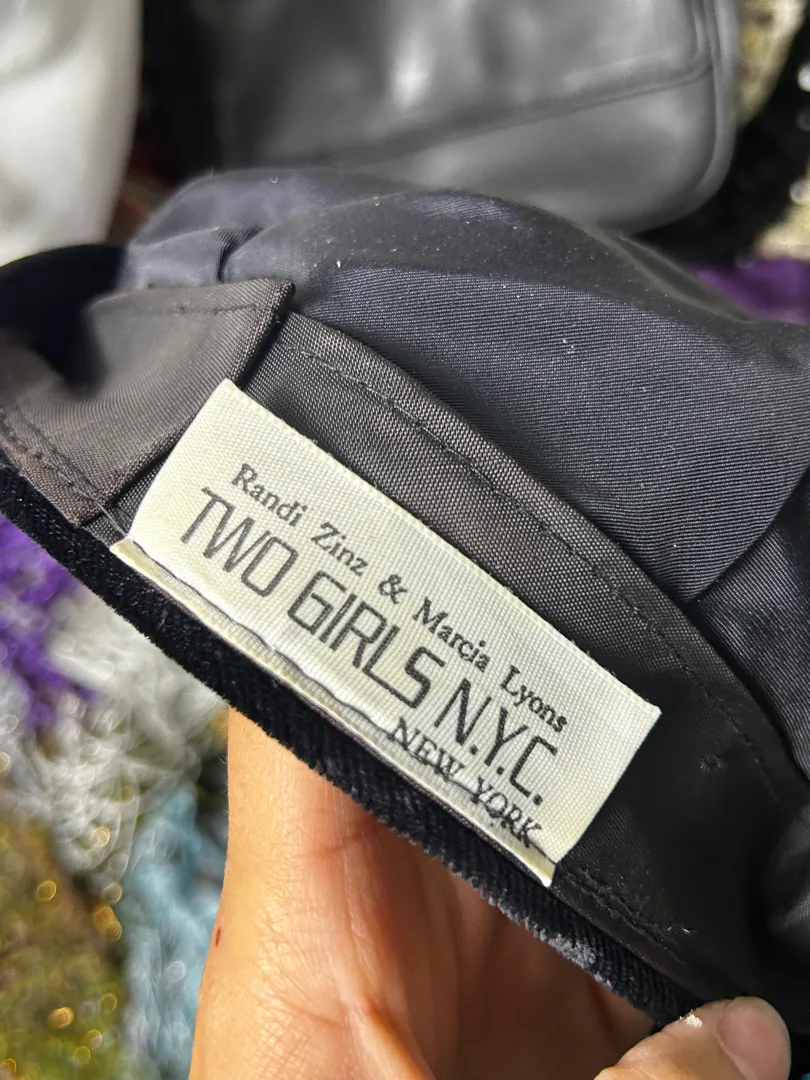 Randi Zinz & Marcia Lyons
TWO GIRLS N.Y.C.
NEW YORK